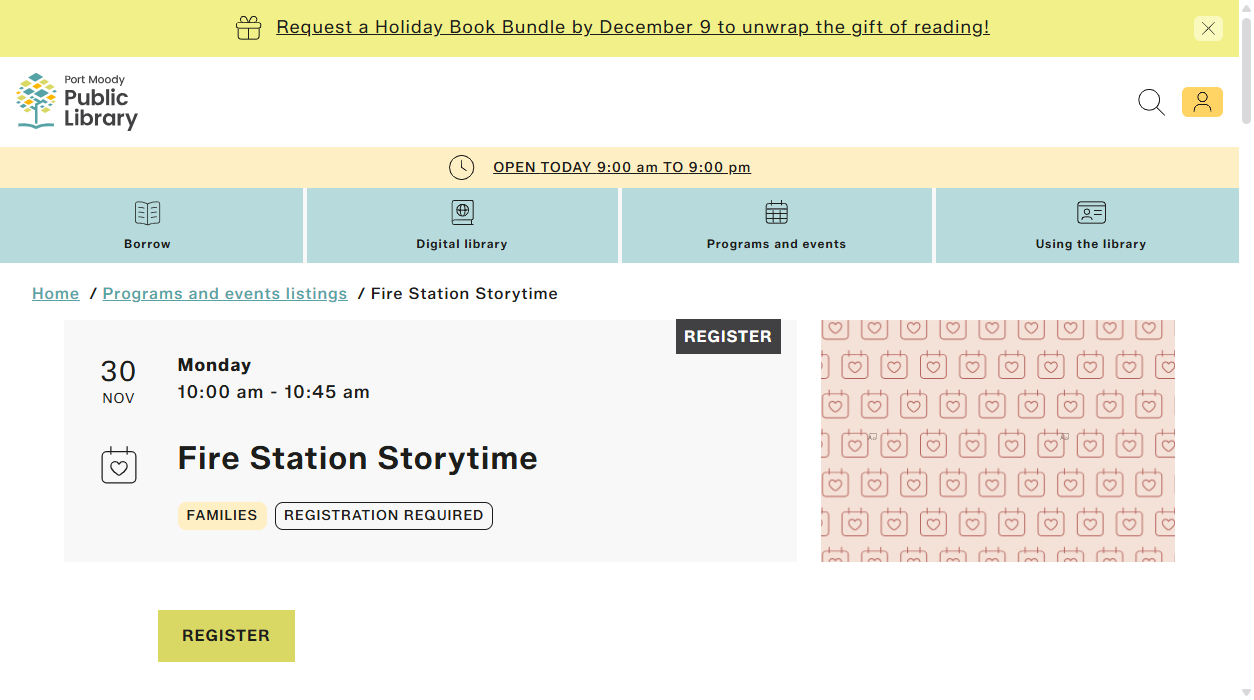 Request a Holiday Book Bundle by December 9 to unwrap the gift of reading!
Port Moody
Public
Library
OPEN TODAY 9:00 am TO 9:00 pm
Borrow
Digital library
Programs and events
Using the library
Home / Programs and events listings / Fire Station Storytime
REGISTER
30
NOV
Monday
10:00 am - 10:45 am
Fire Station Storytime
FAMILIES
REGISTRATION REQUIRED
REGISTER